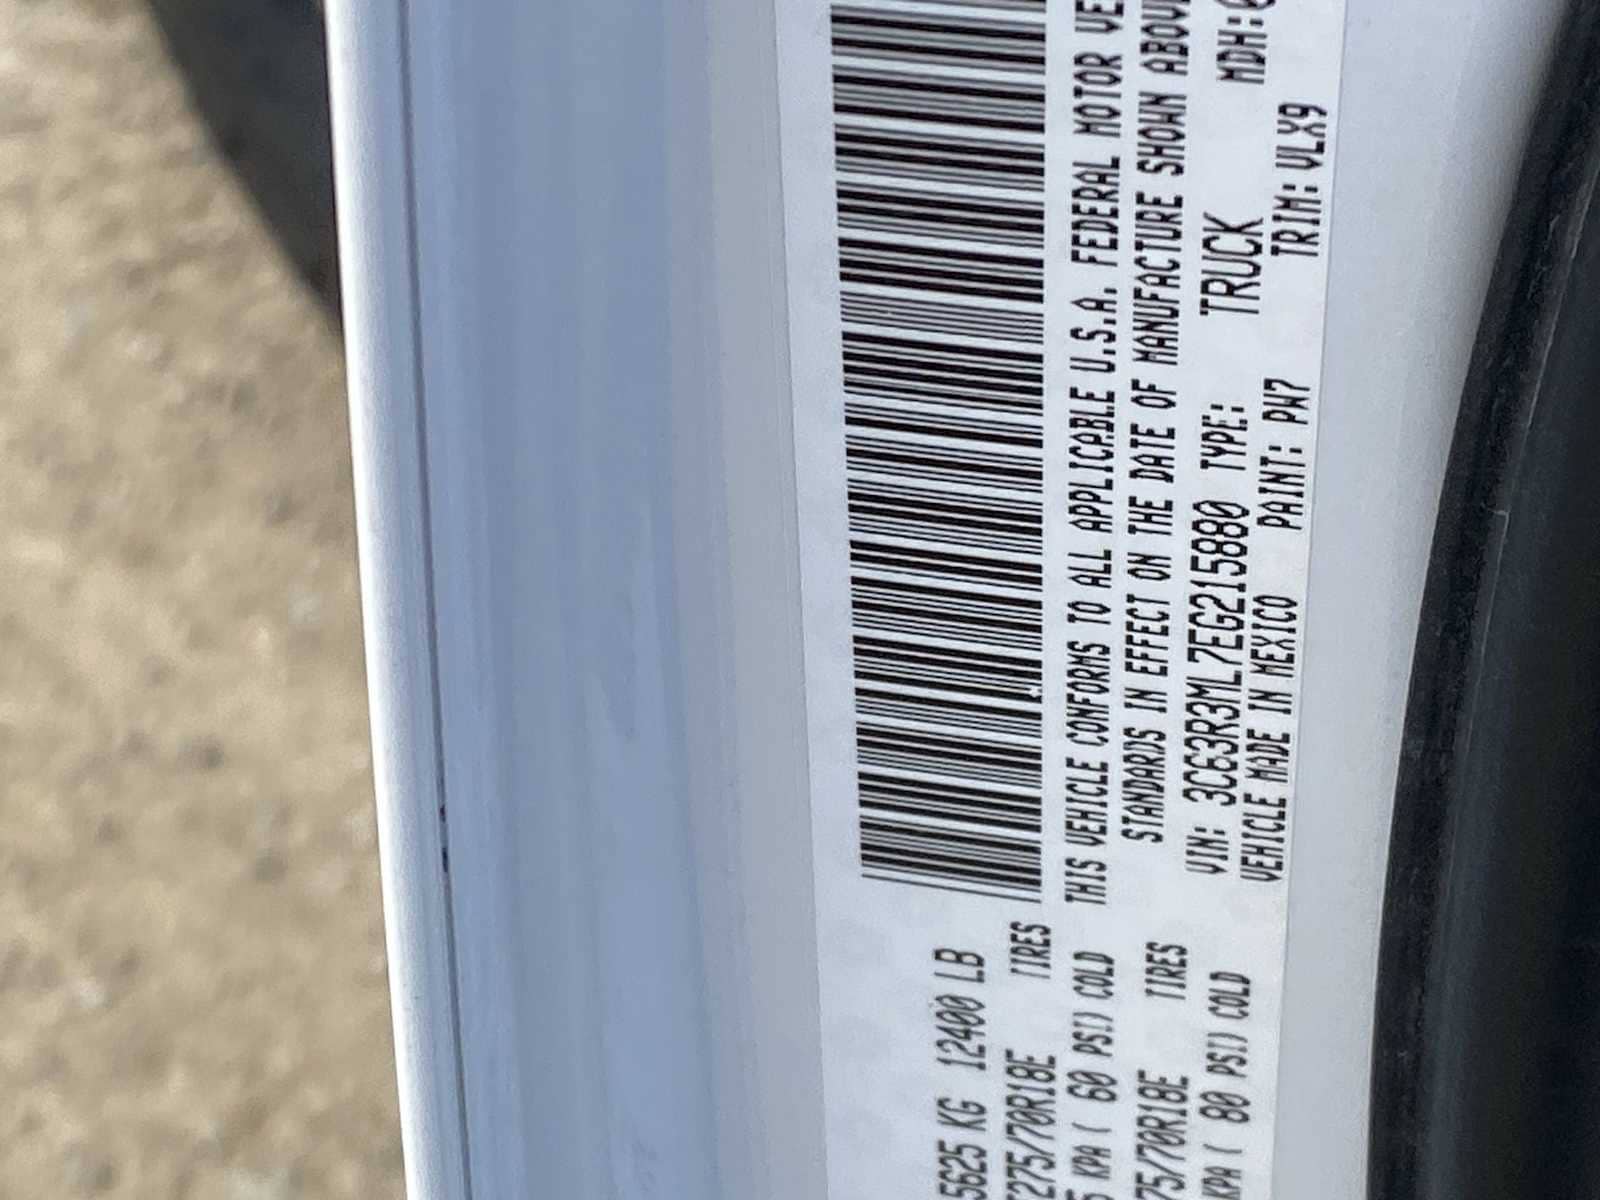 5625 KG 12400 LB
275/70R18E TIRES
KPA ( 60 PSI) COLD
75/70R18E TIRES
KPA ( 80 PSI) COLD
THIS VEHICLE CONFORMS TO ALL APPLICABLE U.S.A. FEDERAL MOTOR VE
STANDARDS IN EFFECT ON THE DATE OF MANUFACTURE SHOWN ABOV
VIN: 3C63R3ML7EG215880 TYPE: TRUCK MDH:
VEHICLE MADE IN MEXICO PAINT: PW7 TRIM: VLX9